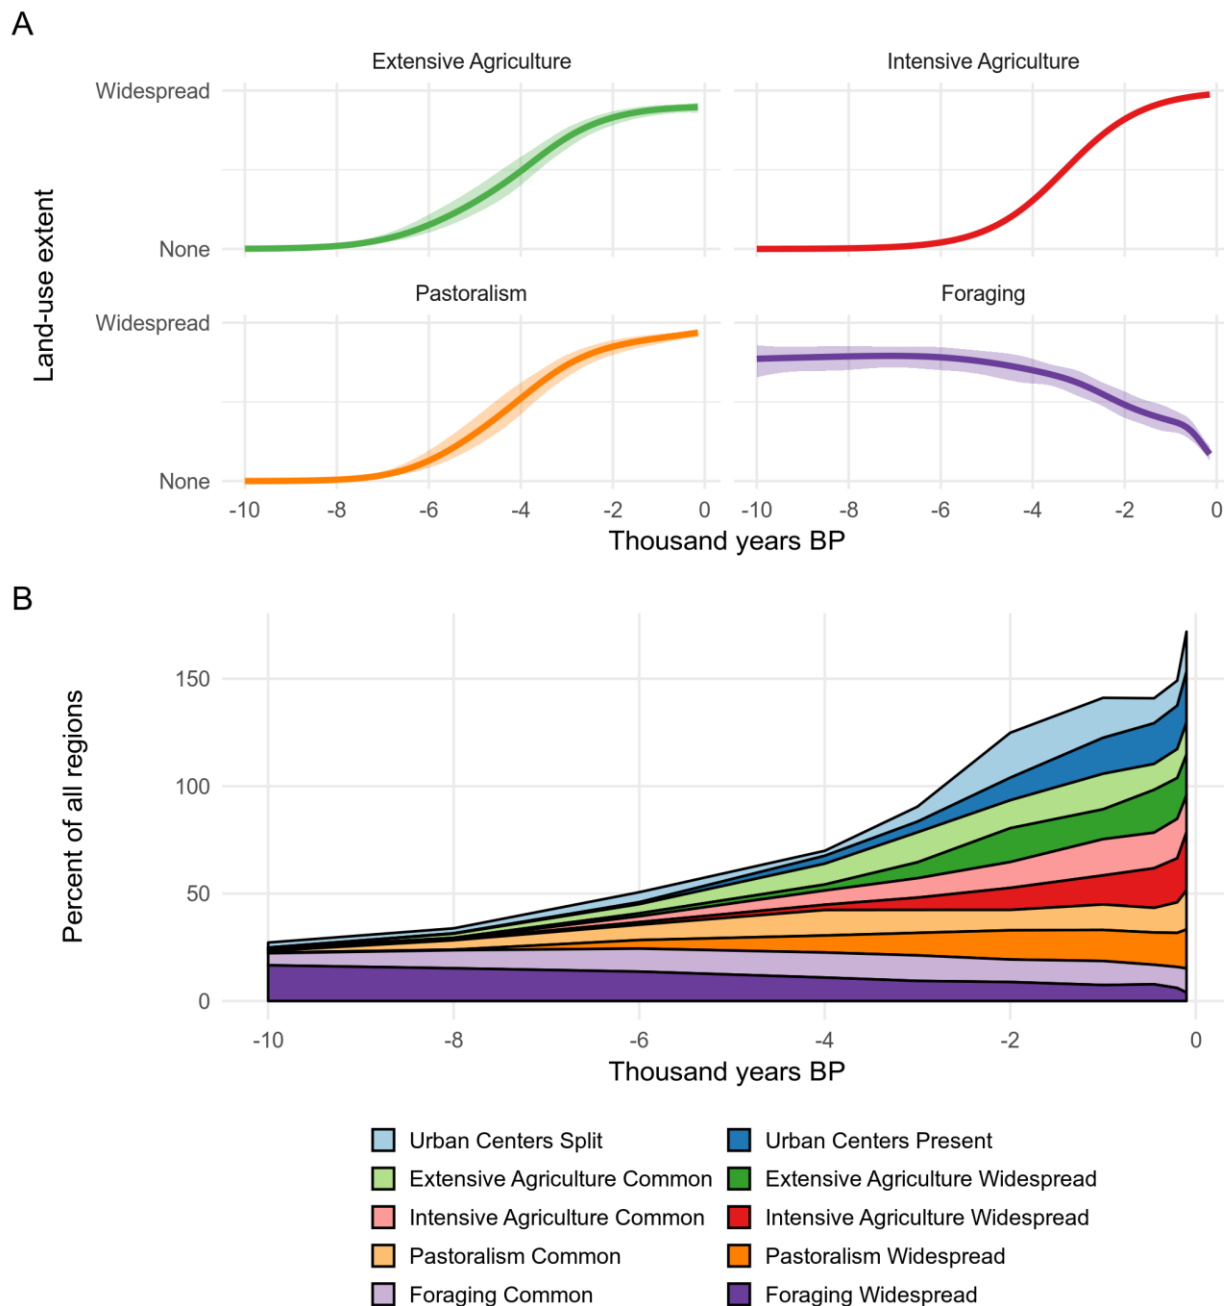 A
Extensive Agriculture
Intensive Agriculture
Widespread
None
Land-use extent
Pastoralism
Foraging
Widespread
None
-10 -8 -6 -4 -2 0
-10 -8 -6 -4 -2 0
Thousand years BP
B
150
100
50
0
Percent of all regions
-10 -8 -6 -4 -2 0
Thousand years BP
Urban Centers Split
Urban Centers Present
Extensive Agriculture Common
Extensive Agriculture Widespread
Intensive Agriculture Common
Intensive Agriculture Widespread
Pastoralism Common
Pastoralism Widespread
Foraging Common
Foraging Widespread